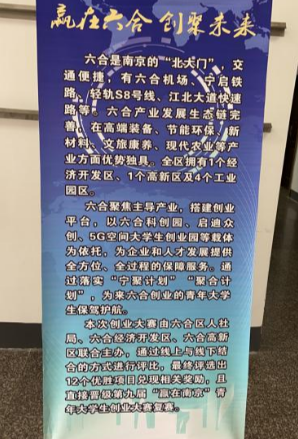 赢在六合 创聚未来
六合是南京的“北大门”，交
通便捷，有六合机场、宁启铁
路、轻轨S8号线、江北大道快速
路等。六合产业发展生态链完
善，在高端装备、节能环保、新
材料、文旅康养、现代农业等产
业方面优势独具。全区拥有1个经
济开发区、1个高新区及4个工业
园区。
六合聚焦主导产业，搭建创业
平台，以六合科创园、启迪众
创、5G空间大学生创业园等载体
为依托，为企业和人才发展提供
全方位、全过程的保障服务。通
过落实“宁聚计划”“聚合计
划”，为来六合创业的青年大学
生保驾护航。
本次创业大赛由六合区人社
局、六合经济开发区、六合高新
区联合主办，通过线上与线下结
合的方式进行评比，最终评选出
12个优胜项目兑现相关奖励，且
直接晋级第九届“赢在南京”青
年大学生创业大赛复赛。